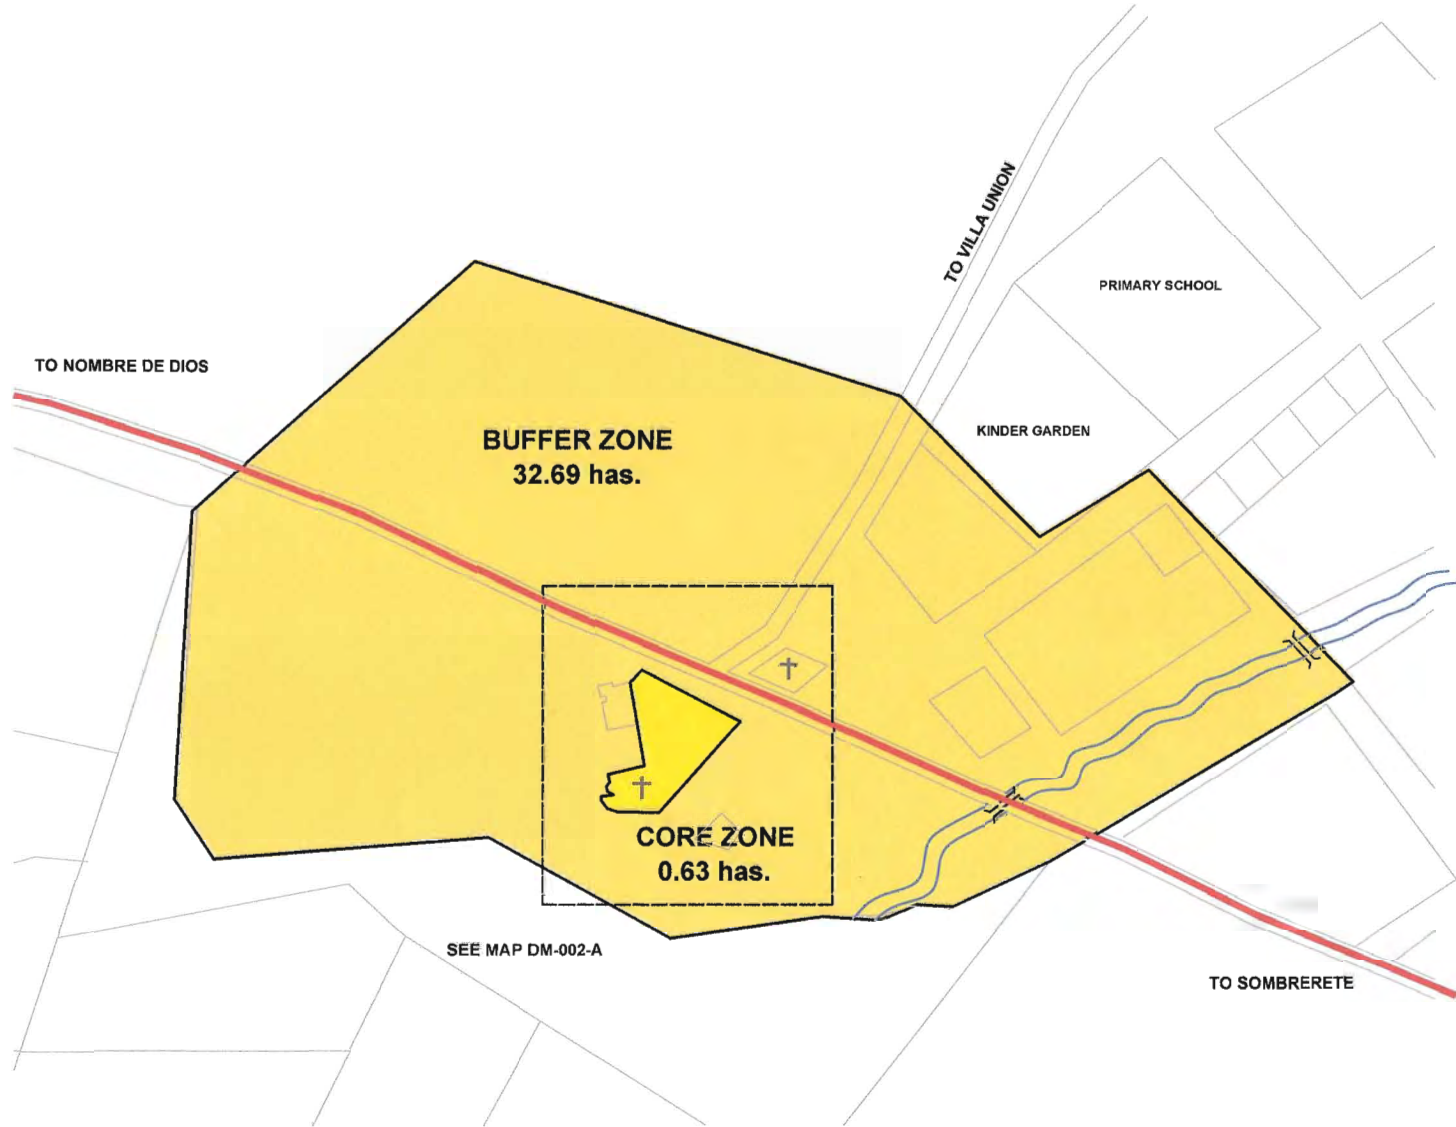 TO VILLA UNION
PRIMARY SCHOOL
TO NOMBRE DE DIOS
KINDER GARDEN
BUFFER ZONE
32.69 has.
CORE ZONE
0.63 has.
SEE MAP DM-002-A
TO SOMBRERETE